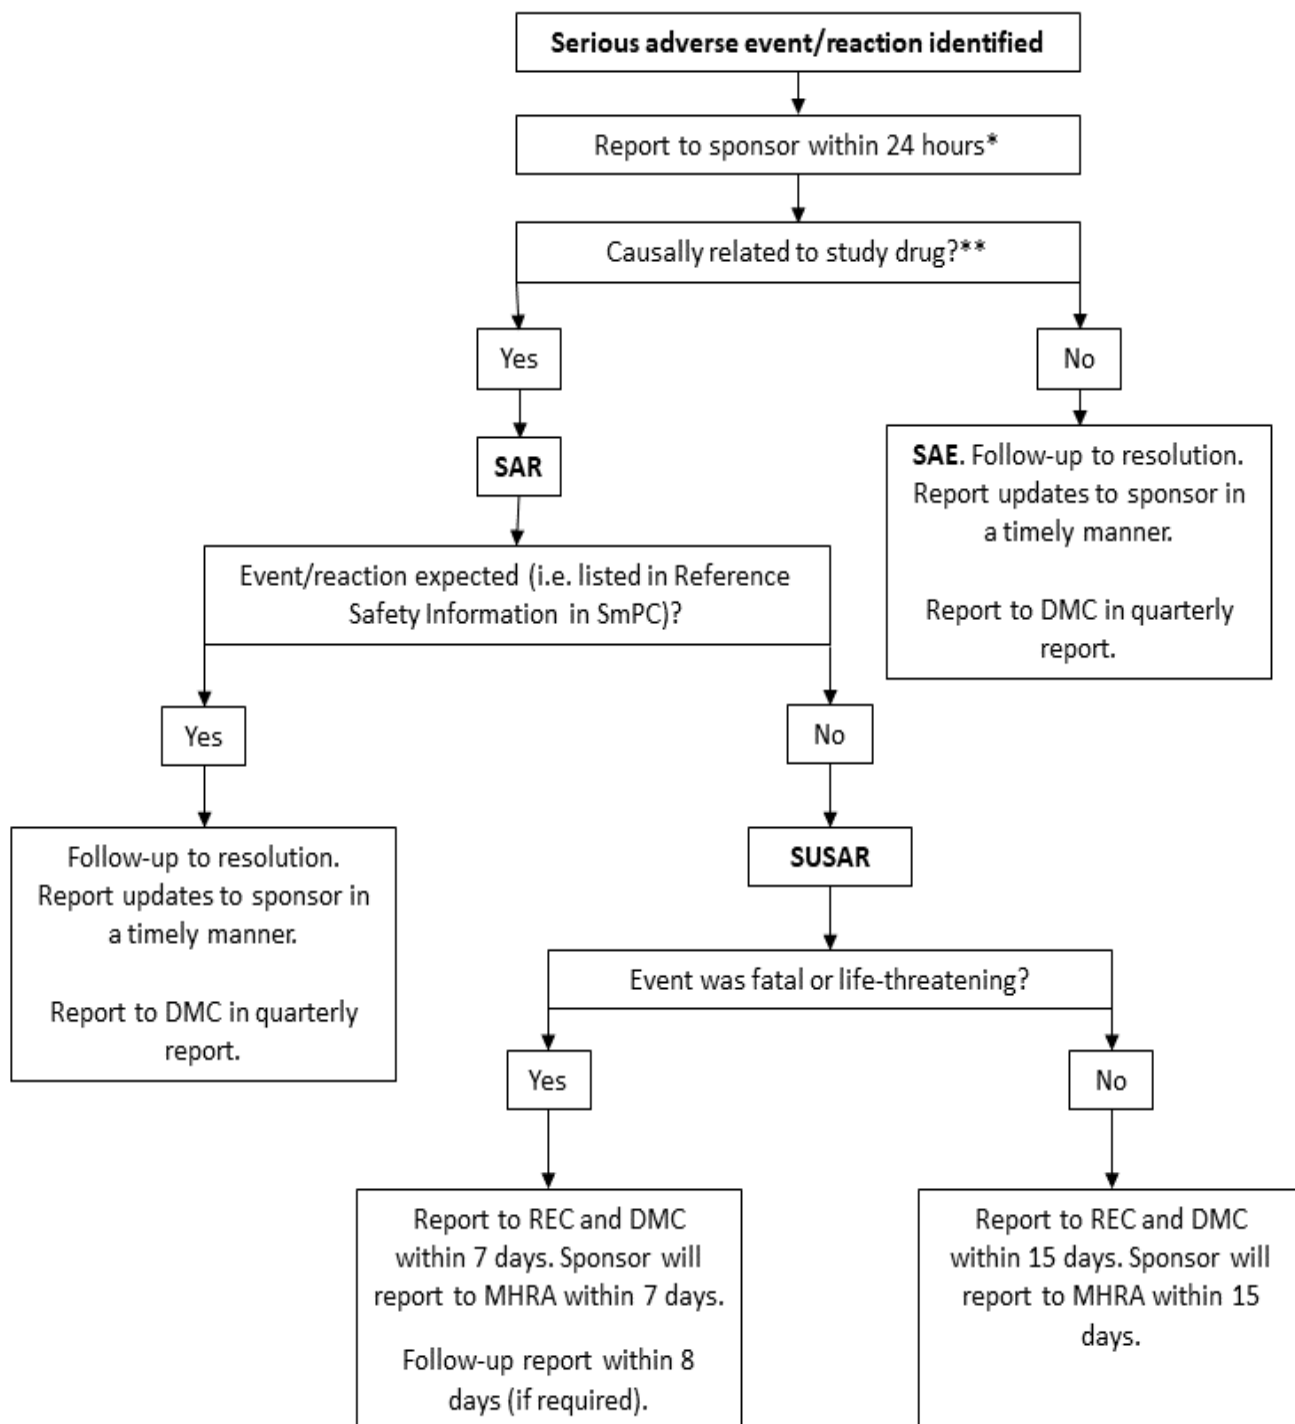 Serious adverse event/reaction identified
Report to sponsor within 24 hours*
Causally related to study drug?**
Yes
No
SAR
SAE. Follow-up to resolution.
Report updates to sponsor in
a timely manner.
Report to DMC in quarterly
report.
Event/reaction expected (i.e. listed in Reference
Safety Information in SmPC)?
Yes
No
Follow-up to resolution.
Report updates to sponsor in
a timely manner.
Report to DMC in quarterly
report.
SUSAR
Event was fatal or life-threatening?
Yes
No
Report to REC and DMC
within 7 days. Sponsor will
report to MHRA within 7 days.
Follow-up report within 8
days (if required).
Report to REC and DMC
within 15 days. Sponsor will
report to MHRA within 15
days.